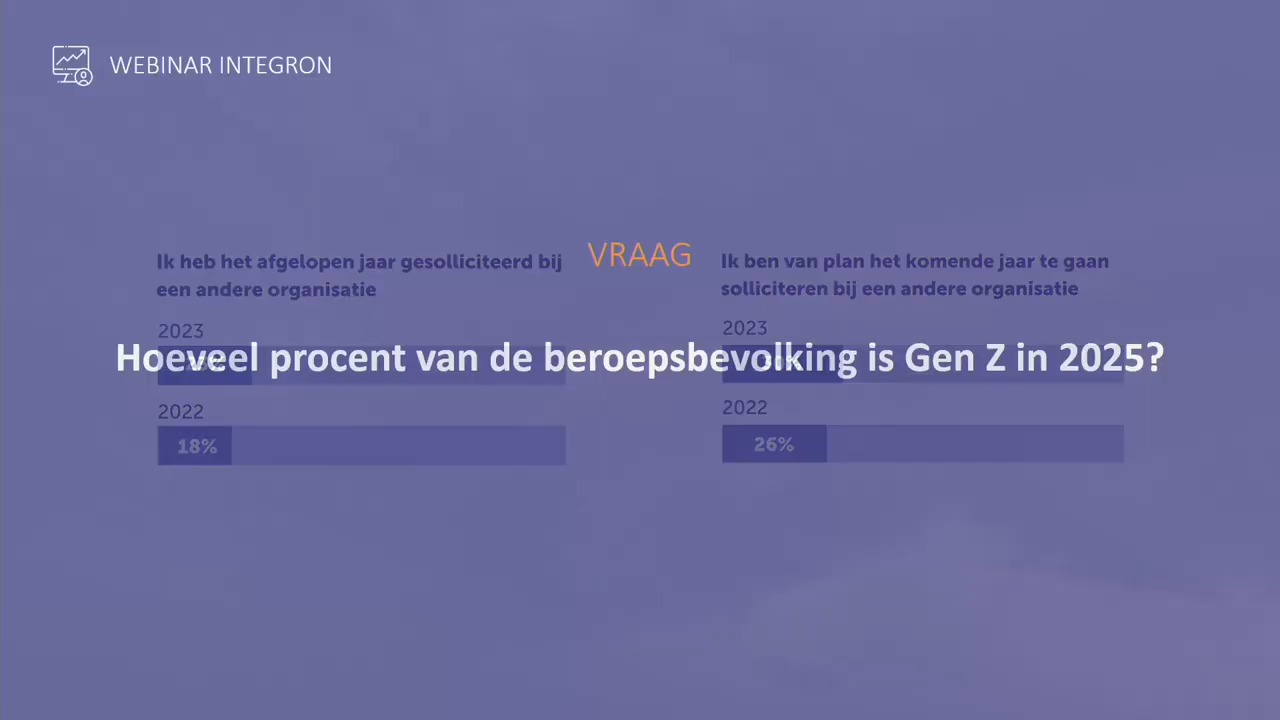 WEBINAR INTEGRON
VRAAG
Ik heb het afgelopen jaar gesolliciteerd bij
een andere organisatie
Ik ben van plan het komende jaar te gaan
solliciteren bij een andere organisatie
2023
2023
Hoeveel procent van de beroepsbevolking is Gen Z in 2025?
2022
2022
18%
26%